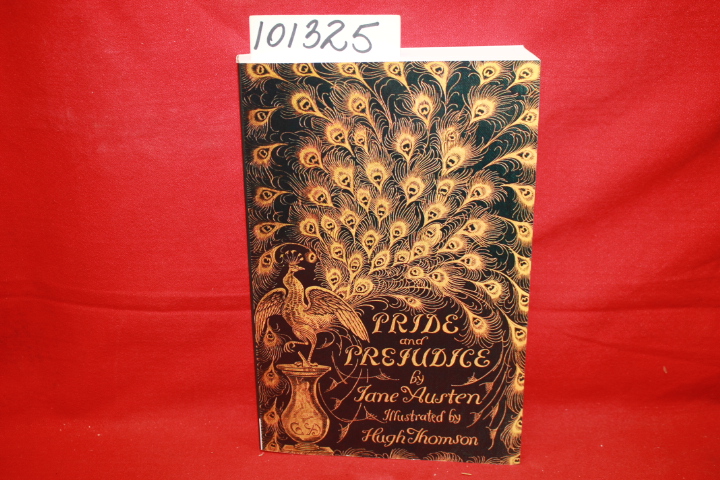 101325
PRIDE
and
PREJUDICE
by
Jane Austen
Illustrated by
Hugh Thomson